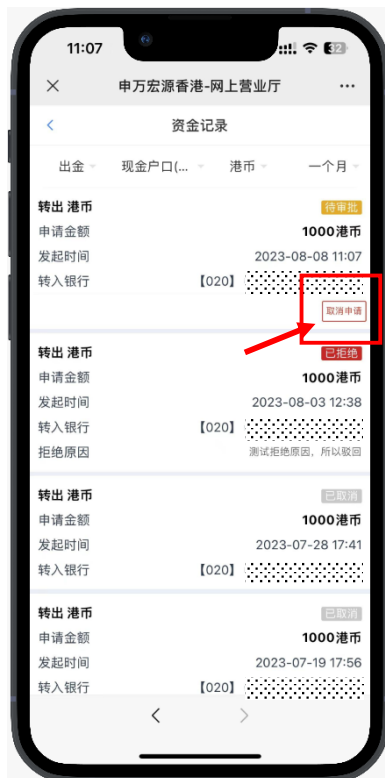 11:07
32
申万宏源香港-网上营业厅
资金记录
出金 现金户口(... 港币 一个月
转出 港币 待审批
申请金额 1000港币
发起时间 2023-08-08 11:07
转入银行 【020】
取消申请
转出 港币 已拒绝
申请金额 1000港币
发起时间 2023-08-03 12:38
转入银行 【020】
拒绝原因 测试拒绝原因，所以驳回
转出 港币 已取消
申请金额 1000港币
发起时间 2023-07-28 17:41
转入银行 【020】
转出 港币 已取消
申请金额 1000港币
发起时间 2023-07-19 17:56
转入银行 【020】